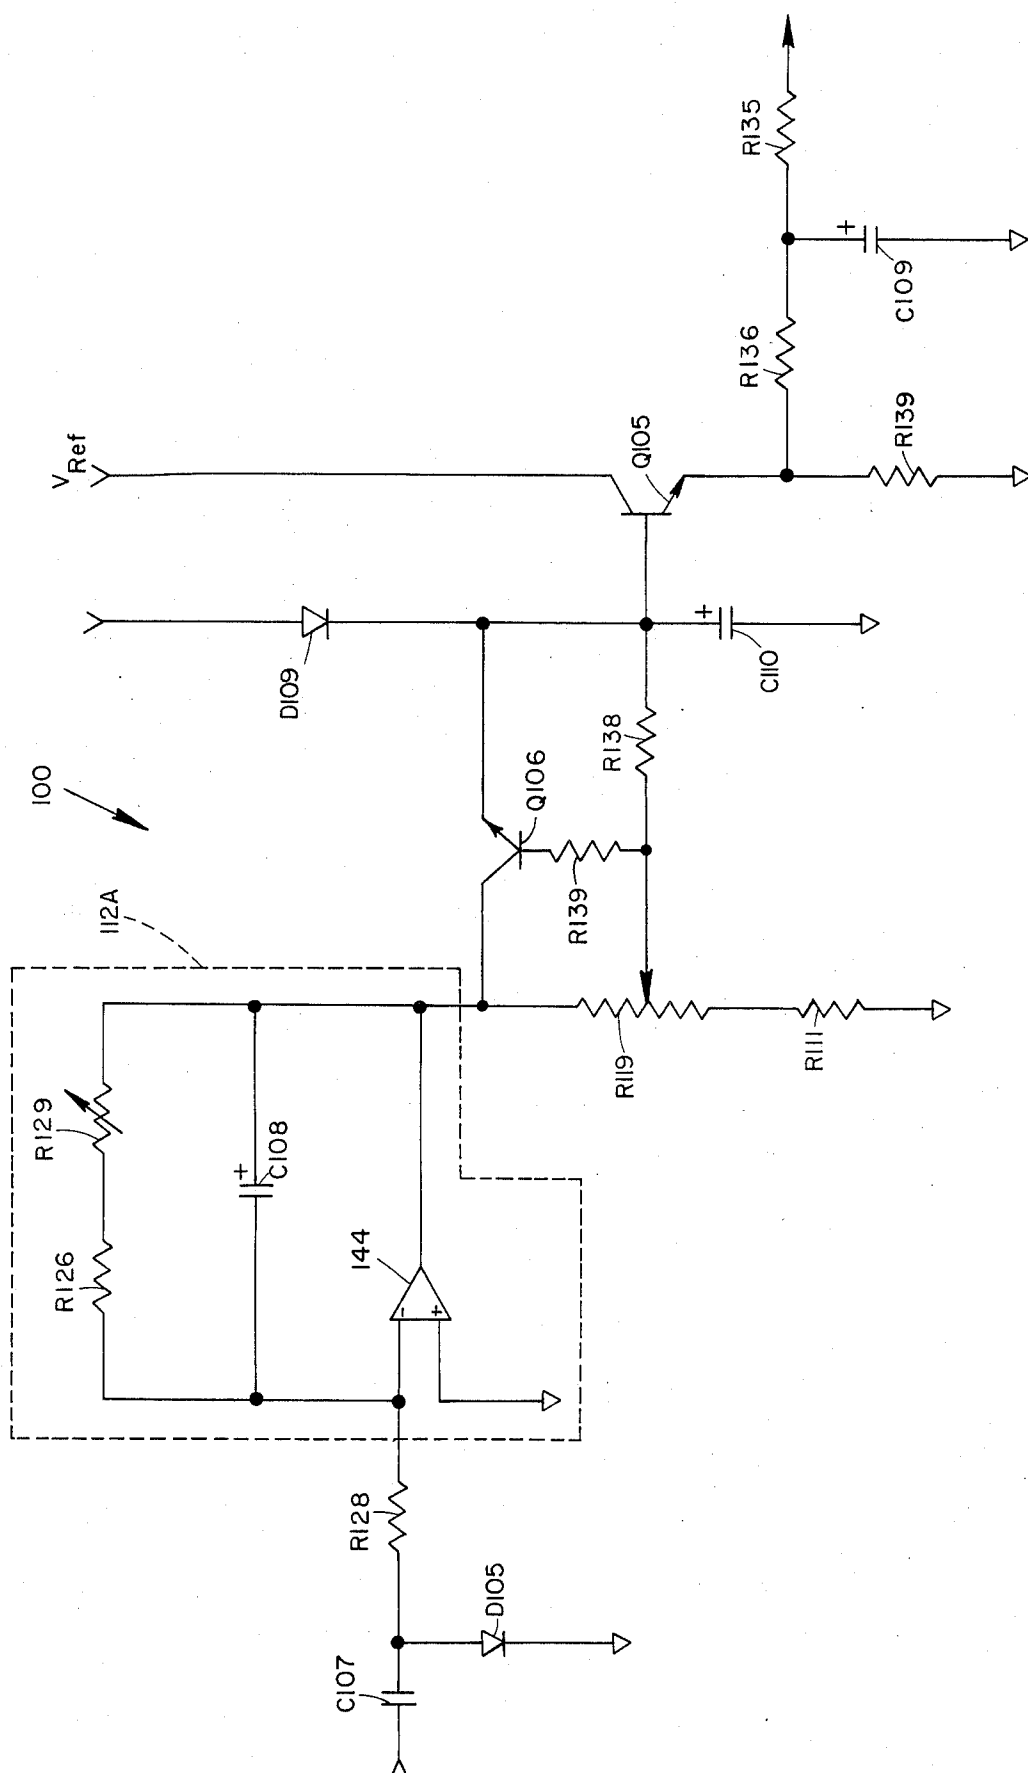 C107
D105
R128
R126
R129
C108
+
144
-
+
112A
100
R119
R111
R139
Q106
R138
D109
C110
+
VRef
Q105
R139
R136
C109
+
R135